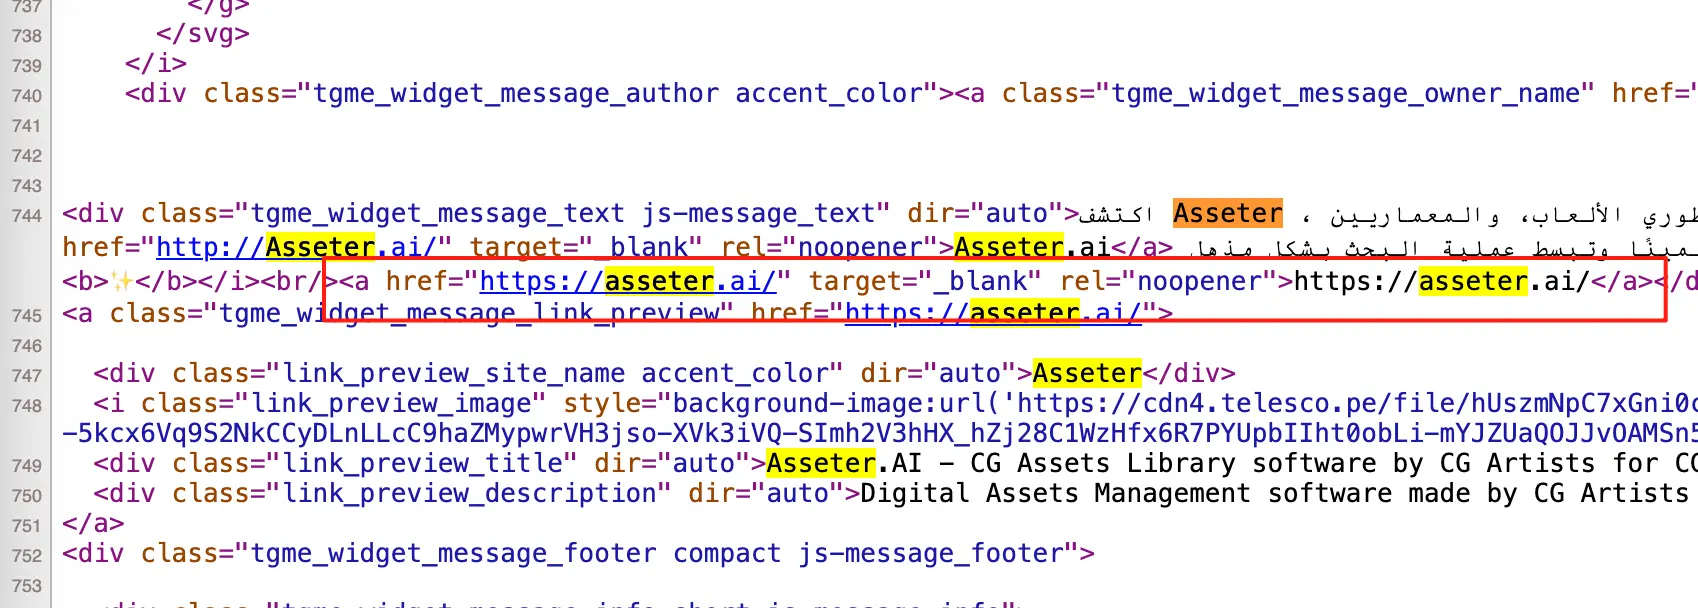 737 </g>
738 </svg>
739 </i>
740 <div class="tgme_widget_message_author accent_color"><a class="tgme_widget_message_owner_name" href="
741
742
743
744 <div class="tgme_widget_message_text js-message_text" dir="auto">اكتشف Asseter ، طوري الألعاب، والمعماريين
href="http://Asseter.ai/" target="_blank" rel="noopener">Asseter.ai</a> مينًا وتبسط عملية البحث بشكل مذهل
<b>✨</b></i><br/><a href="https://asseter.ai/" target="_blank" rel="noopener">https://asseter.ai/</a></d
745 <a class="tgme_widget_message_link_preview" href="https://asseter.ai/">
746
747 <div class="link_preview_site_name accent_color" dir="auto">Asseter</div>
748 <i class="link_preview_image" style="background-image:url('https://cdn4.telesco.pe/file/hUszmNpC7xGni0c
-5kcx6Vq9S2NkCCyDLnLLcC9haZMypwrVH3jso-XVk3iVQ-SImh2V3hHX_hZj28C1WzHfx6R7PYUpbIIht0obLi-mYJZUaQOJJvOAMSn5
749 <div class="link_preview_title" dir="auto">Asseter.AI – CG Assets Library software by CG Artists for CG
750 <div class="link_preview_description" dir="auto">Digital Assets Management software made by CG Artists
751 </a>
752 <div class="tgme_widget_message_footer compact js-message_footer">
753